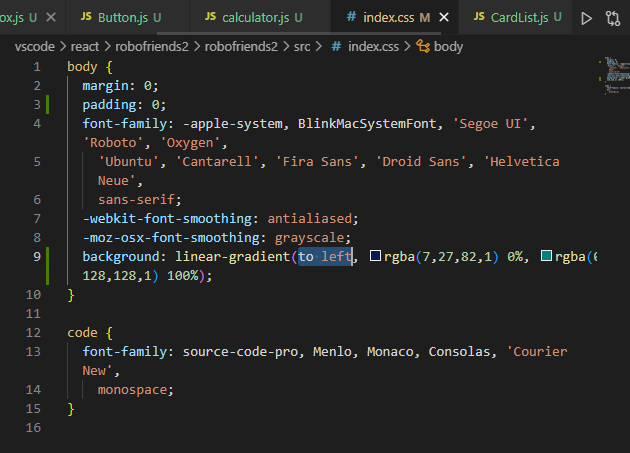 ox.js U JS Button.js U JS calculator.js U # index.css M JS CardList.js U
vscode > react > robofriends2 > robofriends2 > src > # index.css > body
1 body {
2 margin: 0;
3 padding: 0;
4 font-family: -apple-system, BlinkMacSystemFont, 'Segoe UI',
'Roboto', 'Oxygen',
5 'Ubuntu', 'Cantarell', 'Fira Sans', 'Droid Sans', 'Helvetica
Neue',
6 sans-serif;
7 -webkit-font-smoothing: antialiased;
8 -moz-osx-font-smoothing: grayscale;
9 background: linear-gradient(to left, rgba(7,27,82,1) 0%, rgba(
128,128,1) 100%);
10 }
11
12 code {
13 font-family: source-code-pro, Menlo, Monaco, Consolas, 'Courier
New',
14 monospace;
15 }
16